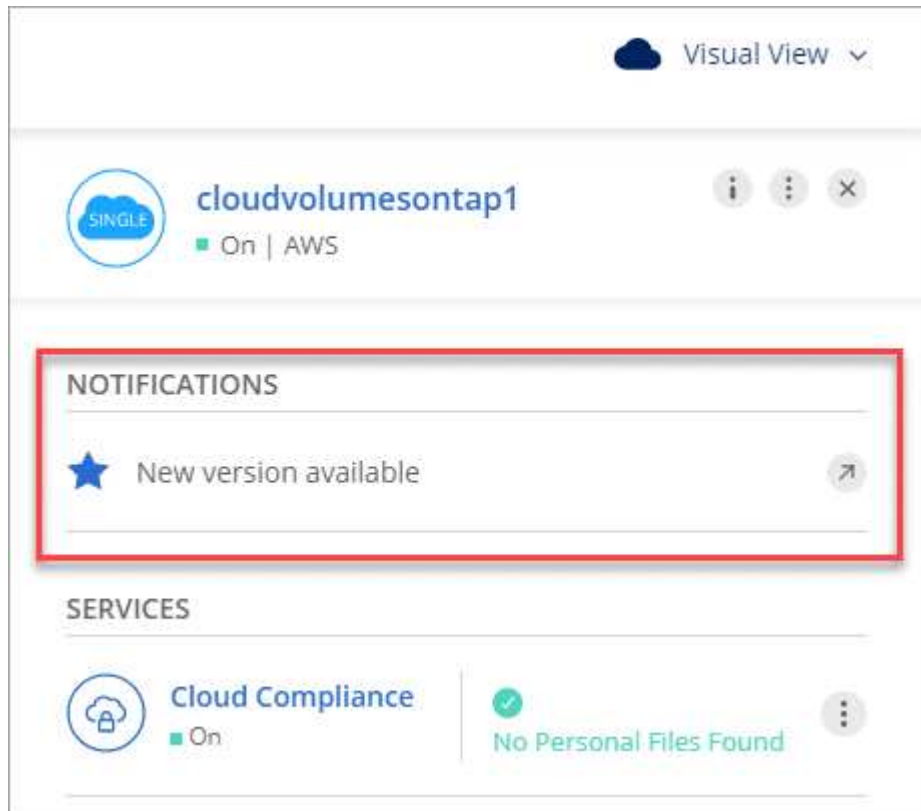 Visual View
SINGLE
cloudvolumesontap1
On | AWS
NOTIFICATIONS
New version available
SERVICES
Cloud Compliance
On
No Personal Files Found